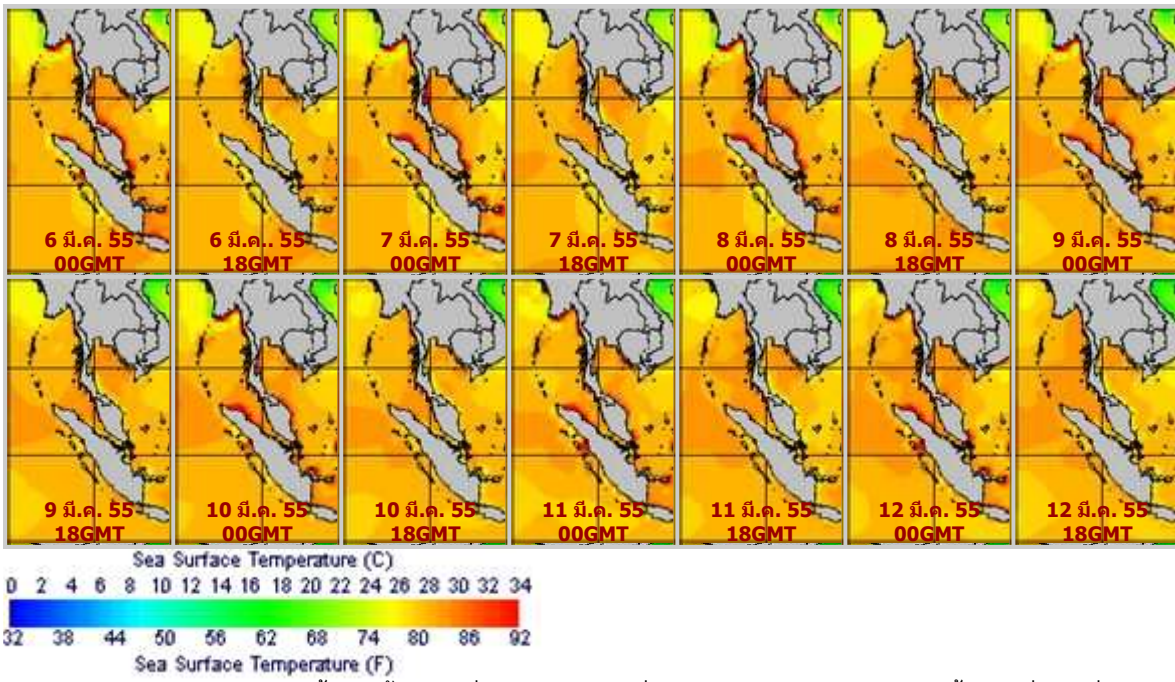 6 มี.ค. 55
00GMT
6 มี.ค.. 55
18GMT
7 มี.ค. 55
00GMT
7 มี.ค. 55
18GMT
8 มี.ค. 55
00GMT
8 มี.ค. 55
18GMT
9 มี.ค. 55
00GMT
9 มี.ค. 55
18GMT
10 มี.ค. 55
00GMT
10 มี.ค. 55
18GMT
11 มี.ค. 55
00GMT
11 มี.ค. 55
18GMT
12 มี.ค. 55
00GMT
12 มี.ค. 55
18GMT
Sea Surface Temperature (C)
0 2 4 6 8 10 12 14 16 18 20 22 24 26 28 30 32 34
32 38 44 50 56 62 68 74 80 86 92
Sea Surface Temperature (F)